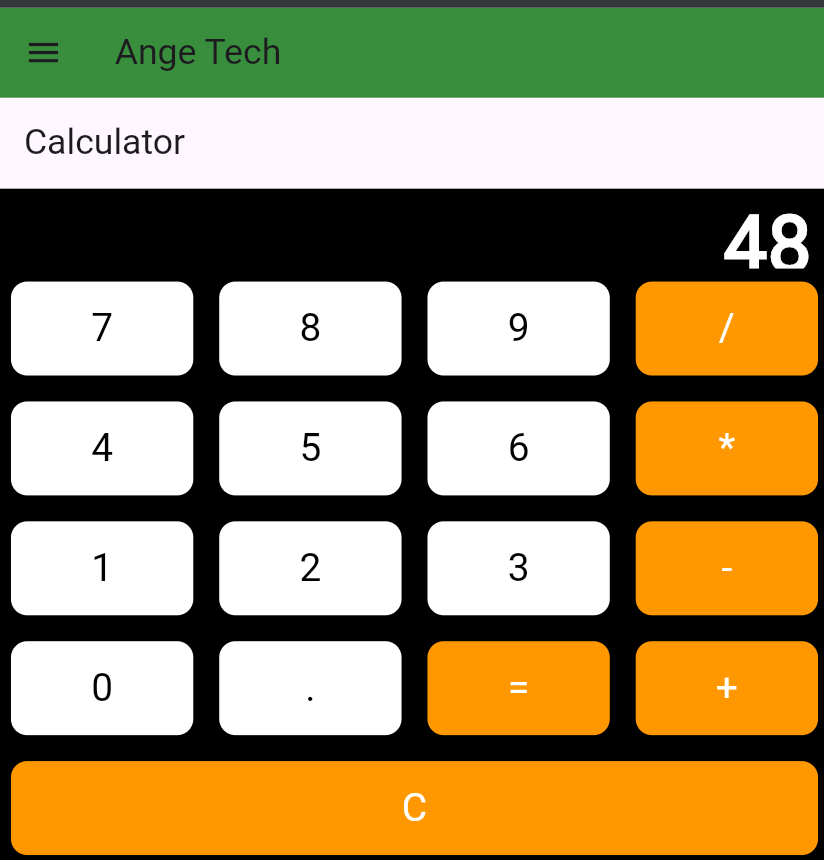 Ange Tech
Calculator
48
7 8 9 /
4 5 6 *
1 2 3 -
0 . = +
C